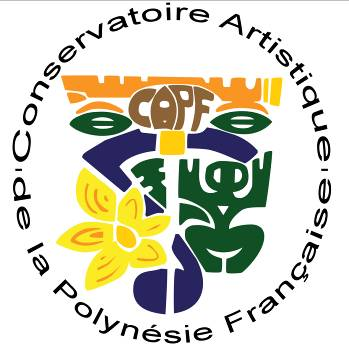 Conservatoire Artistique
de la Polynésie Française
CAPF